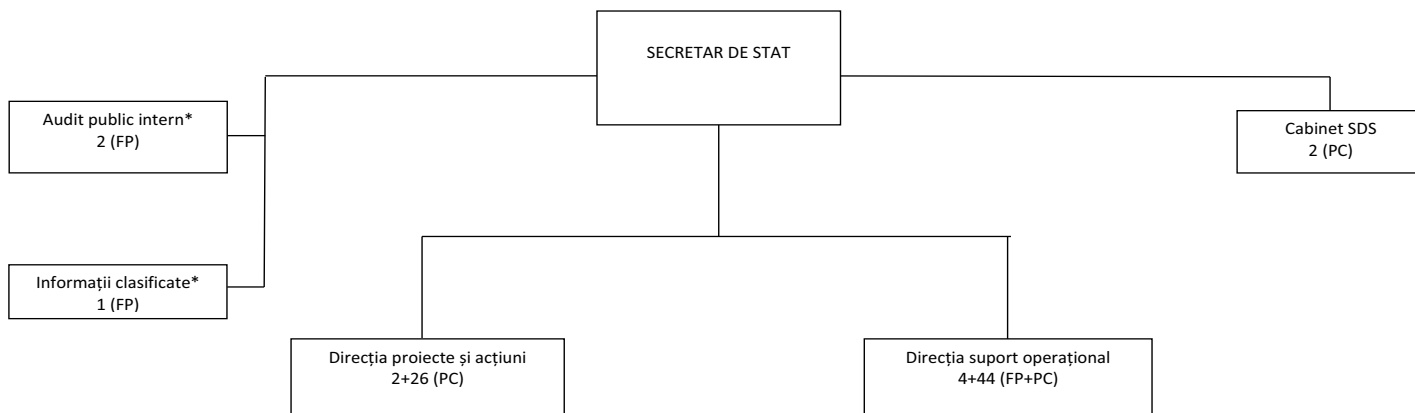 SECRETAR DE STAT
Audit public intern*
2 (FP)
Cabinet SDS
2 (PC)
Informații clasificate*
1 (FP)
Direcția proiecte și acțiuni
2+26 (PC)
Direcția suport operațional
4+44 (FP+PC)